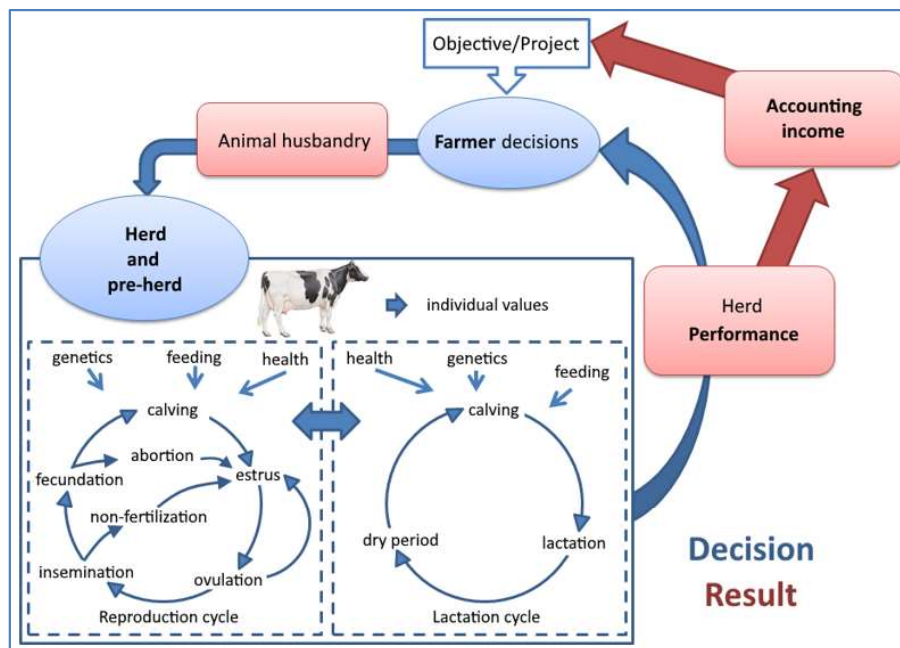 Objective/Project
Accounting
income
Animal husbandry
Farmer decisions
Herd
and
pre-herd
individual values
Herd
Performance
genetics
feeding
health
calving
abortion
fecundation
estrus
non-fertilization
insemination
ovulation
Reproduction cycle
health
genetics
feeding
calving
dry period
lactation
Lactation cycle
Decision
Result